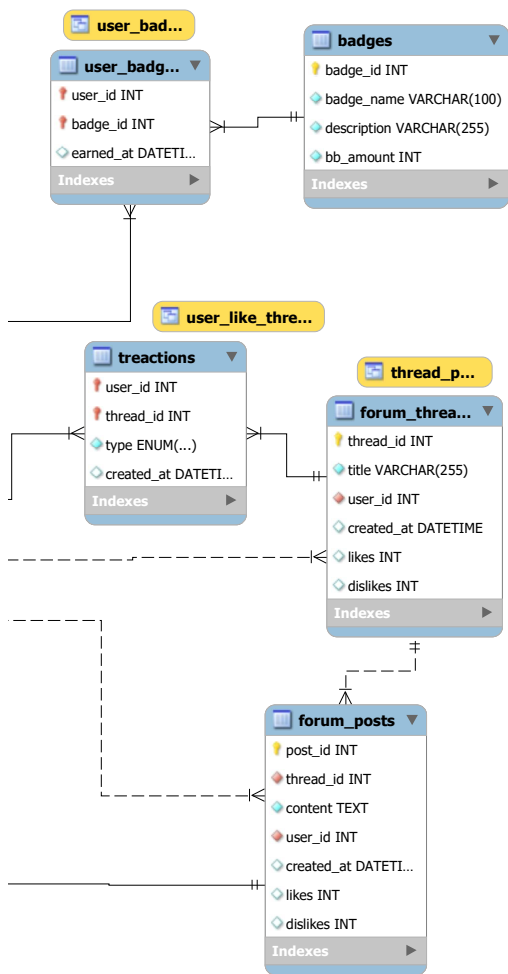 user_bad...
user_badg...
user_id INT
badge_id INT
earned_at DATETI...
Indexes
badges
badge_id INT
badge_name VARCHAR(100)
description VARCHAR(255)
bb_amount INT
Indexes
user_like_thre...
treactions
user_id INT
thread_id INT
type ENUM(...)
created_at DATETI...
Indexes
thread_p...
forum_threa...
thread_id INT
title VARCHAR(255)
user_id INT
created_at DATETIME
likes INT
dislikes INT
Indexes
forum_posts
post_id INT
thread_id INT
content TEXT
user_id INT
created_at DATETI...
likes INT
dislikes INT
Indexes